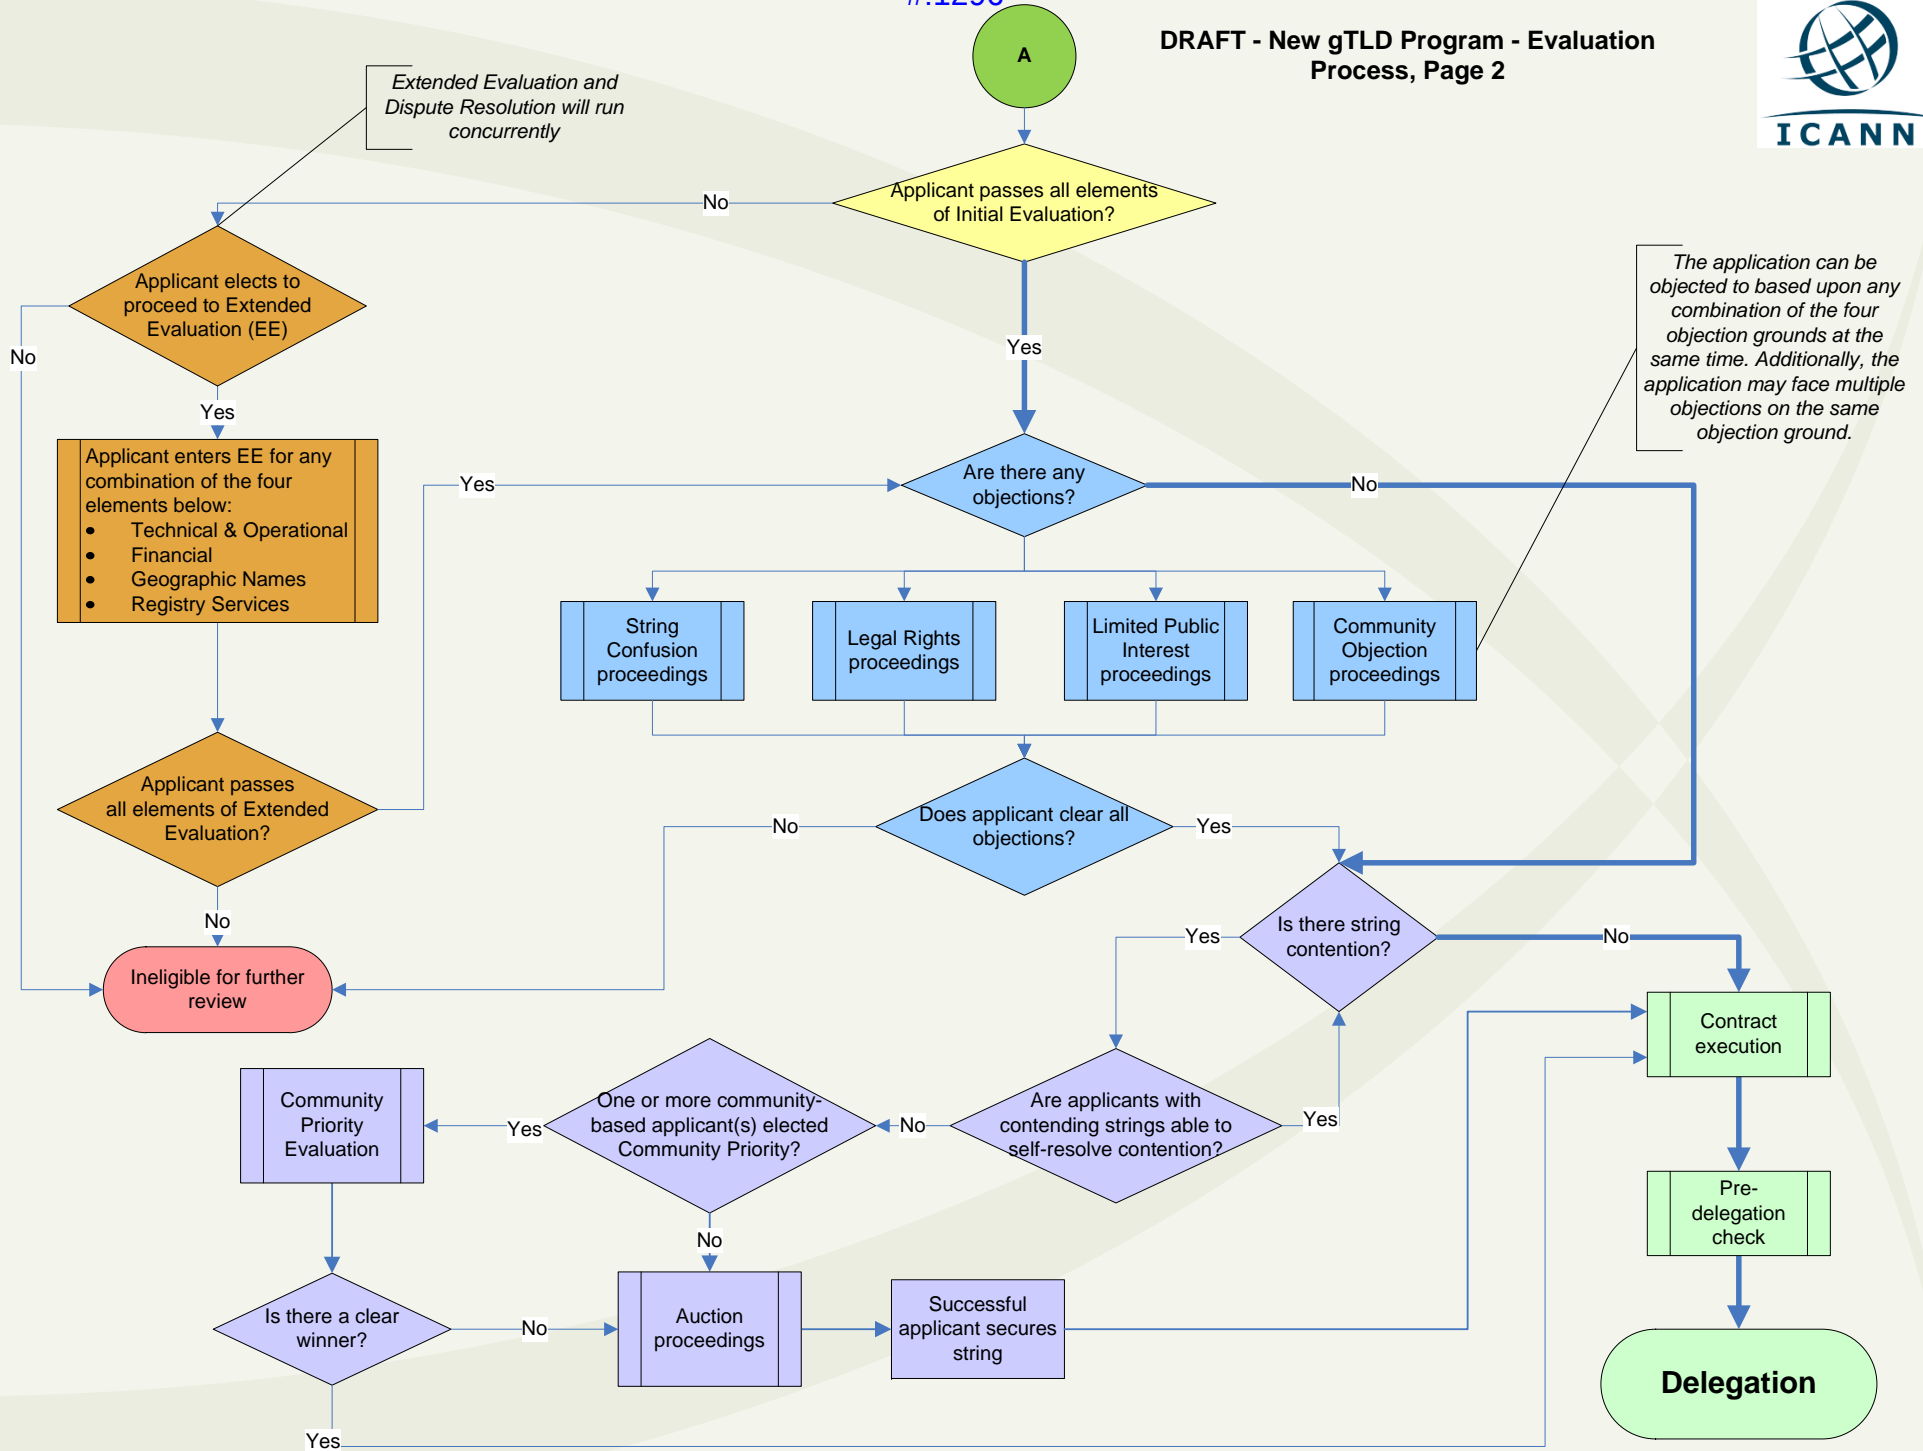 A
DRAFT - New gTLD Program - Evaluation
Process, Page 2
ICANN
Extended Evaluation and
Dispute Resolution will run
concurrently
Applicant passes all elements
of Initial Evaluation?
No
Yes
Applicant elects to
proceed to Extended
Evaluation (EE)
No
Yes
The application can be
objected to based upon any
combination of the four
objection grounds at the
same time. Additionally, the
application may face multiple
objections on the same
objection ground.
Applicant enters EE for any
combination of the four
elements below:
• Technical & Operational
• Financial
• Geographic Names
• Registry Services
Yes
Are there any
objections?
No
String
Confusion
proceedings
Legal Rights
proceedings
Limited Public
Interest
proceedings
Community
Objection
proceedings
Applicant passes
all elements of Extended
Evaluation?
No
Does applicant clear all
objections?
No
Yes
Ineligible for further
review
Is there string
contention?
Yes
No
Contract
execution
Are applicants with
contending strings able to
self-resolve contention?
Yes
No
One or more community-
based applicant(s) elected
Community Priority?
Yes
No
Community
Priority
Evaluation
Pre-
delegation
check
Is there a clear
winner?
No
Yes
Auction
proceedings
Successful
applicant secures
string
Delegation